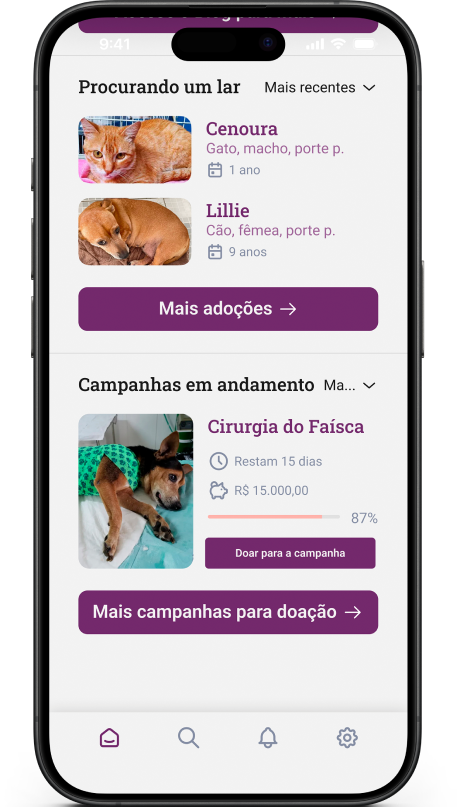 9:41
Procurando um lar
Mais recentes
Cenoura
Gato, macho, porte p.
1 ano
Lillie
Cão, fêmea, porte p.
9 anos
Mais adoções →
Campanhas em andamento
Ma...
Cirurgia do Faísca
Restam 15 dias
R$ 15.000,00
87%
Doar para a campanha
Mais campanhas para doação →